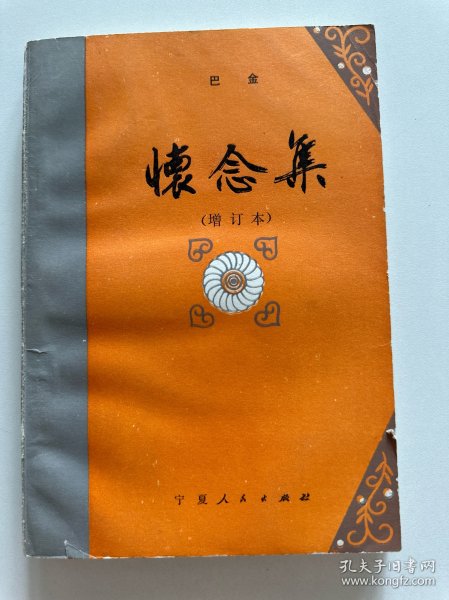 巴金
懷念集
(增订本)
宁夏人民出版社
孔夫子旧书网
www.kongfz.com